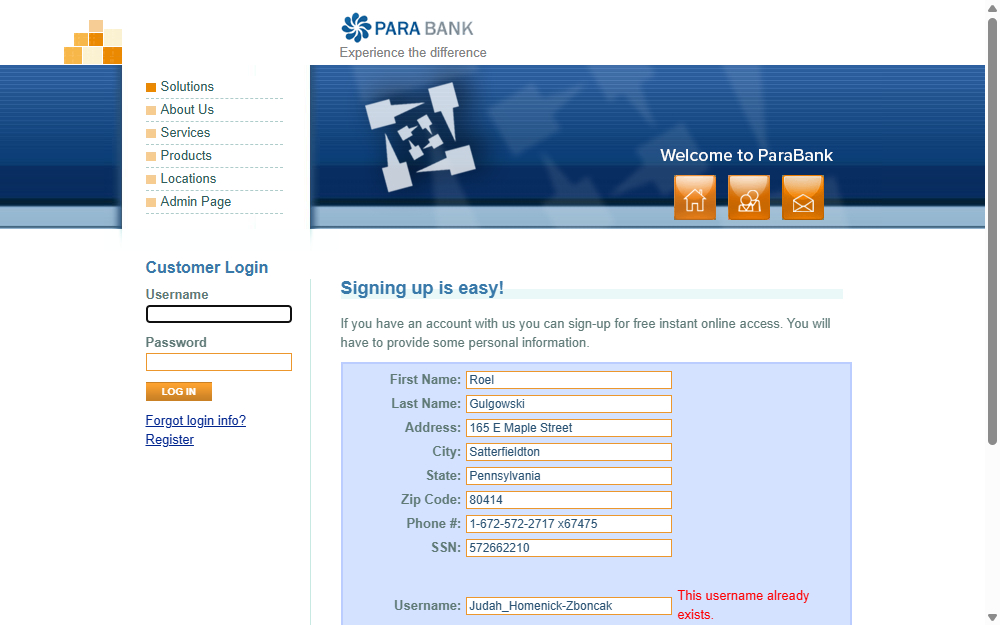 PARA BANK
Experience the difference
Solutions
About Us
Services
Products
Locations
Admin Page
Welcome to ParaBank
Customer Login
Username
Password
LOG IN
Forgot login info?
Register
Signing up is easy!
If you have an account with us you can sign-up for free instant online access. You will
have to provide some personal information.
First Name: Roel
Last Name: Gulgowski
Address: 165 E Maple Street
City: Satterfieldton
State: Pennsylvania
Zip Code: 80414
Phone #: 1-672-572-2717 x67475
SSN: 572662210
Username: Judah_Homenick-Zboncak This username already
exists.